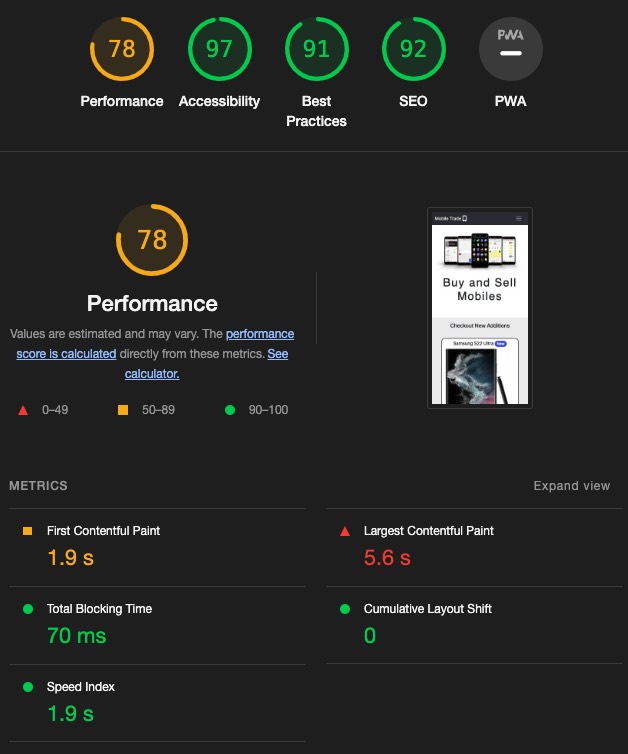 78
97
91
92
PWA
Performance
Accessibility
Best
Practices
SEO
PWA
78
Performance
Values are estimated and may vary. The performance
score is calculated directly from these metrics. See
calculator.
0–49
50–89
90–100
Mobile Trade
Buy and Sell
Mobiles
Checkout New Additions
Samsung S22 Ultra New
METRICS
Expand view
First Contentful Paint
1.9 s
Largest Contentful Paint
5.6 s
Total Blocking Time
70 ms
Cumulative Layout Shift
0
Speed Index
1.9 s